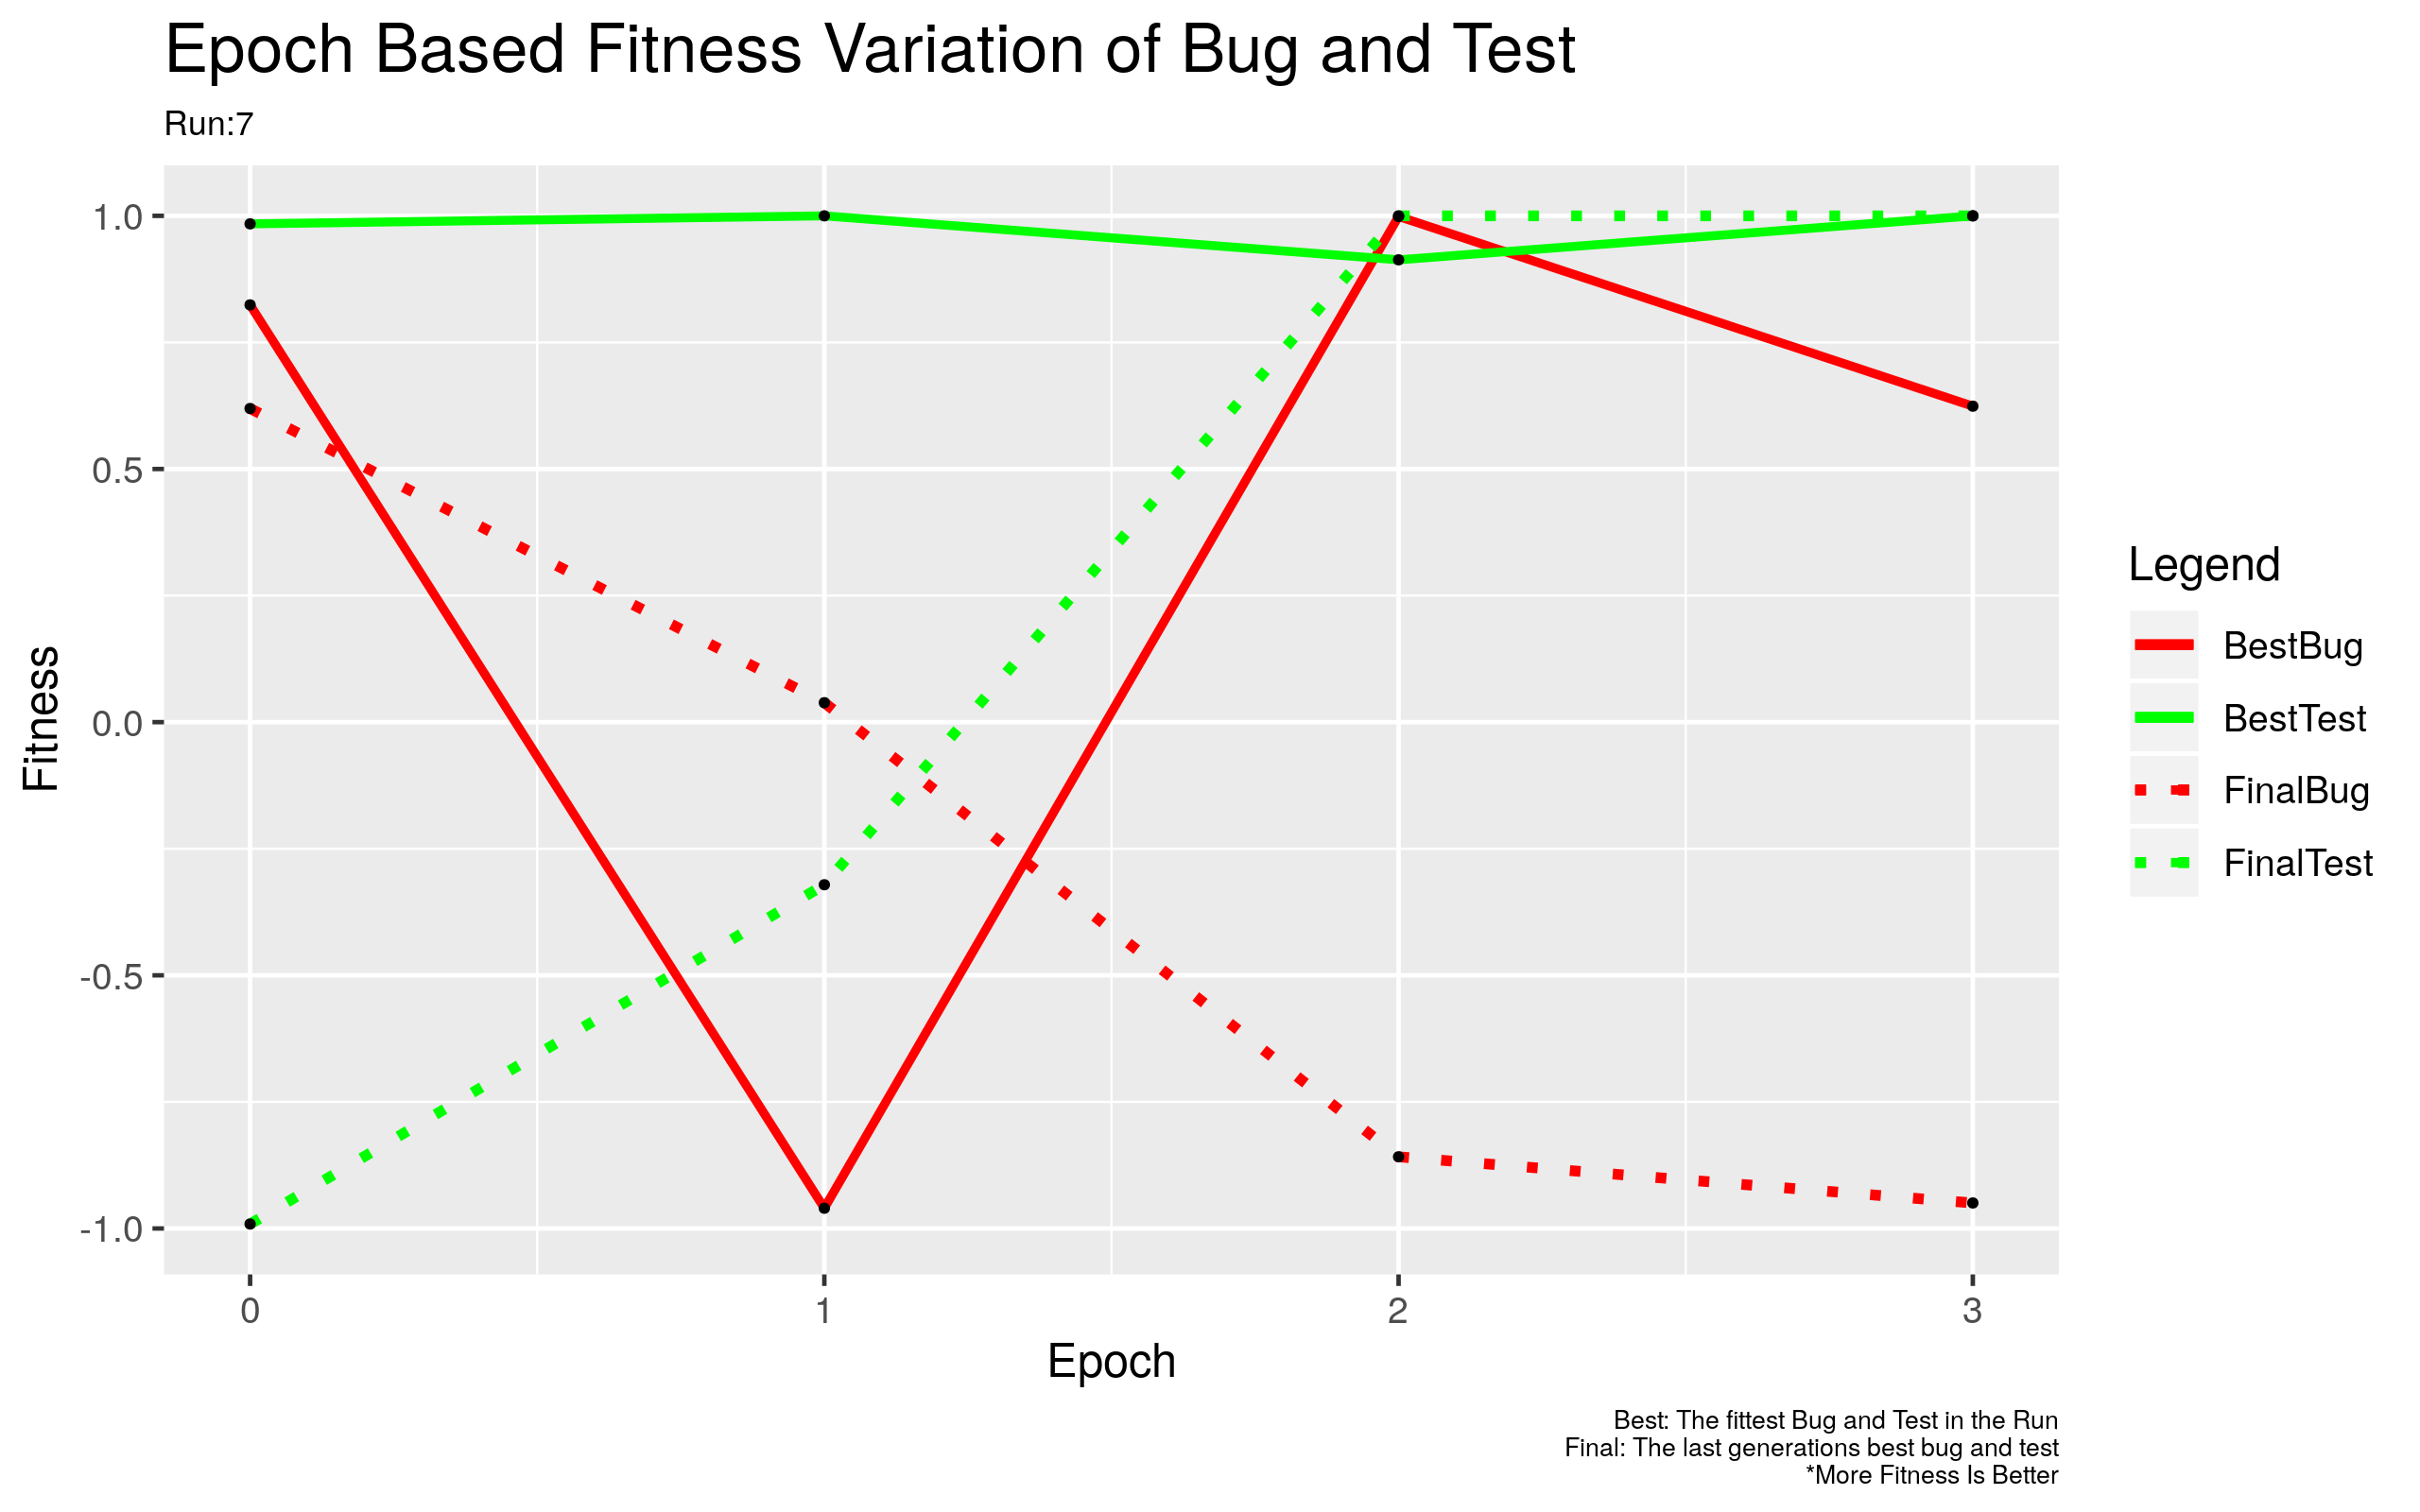 Epoch Based Fitness Variation of Bug and Test
Run:7
1.0
0.5
0.0
-0.5
-1.0
Fitness
0
1
2
3
Epoch
Legend
BestBug
BestTest
FinalBug
FinalTest
Best: The fittest Bug and Test in the Run
Final: The last generations best bug and test
*More Fitness Is Better